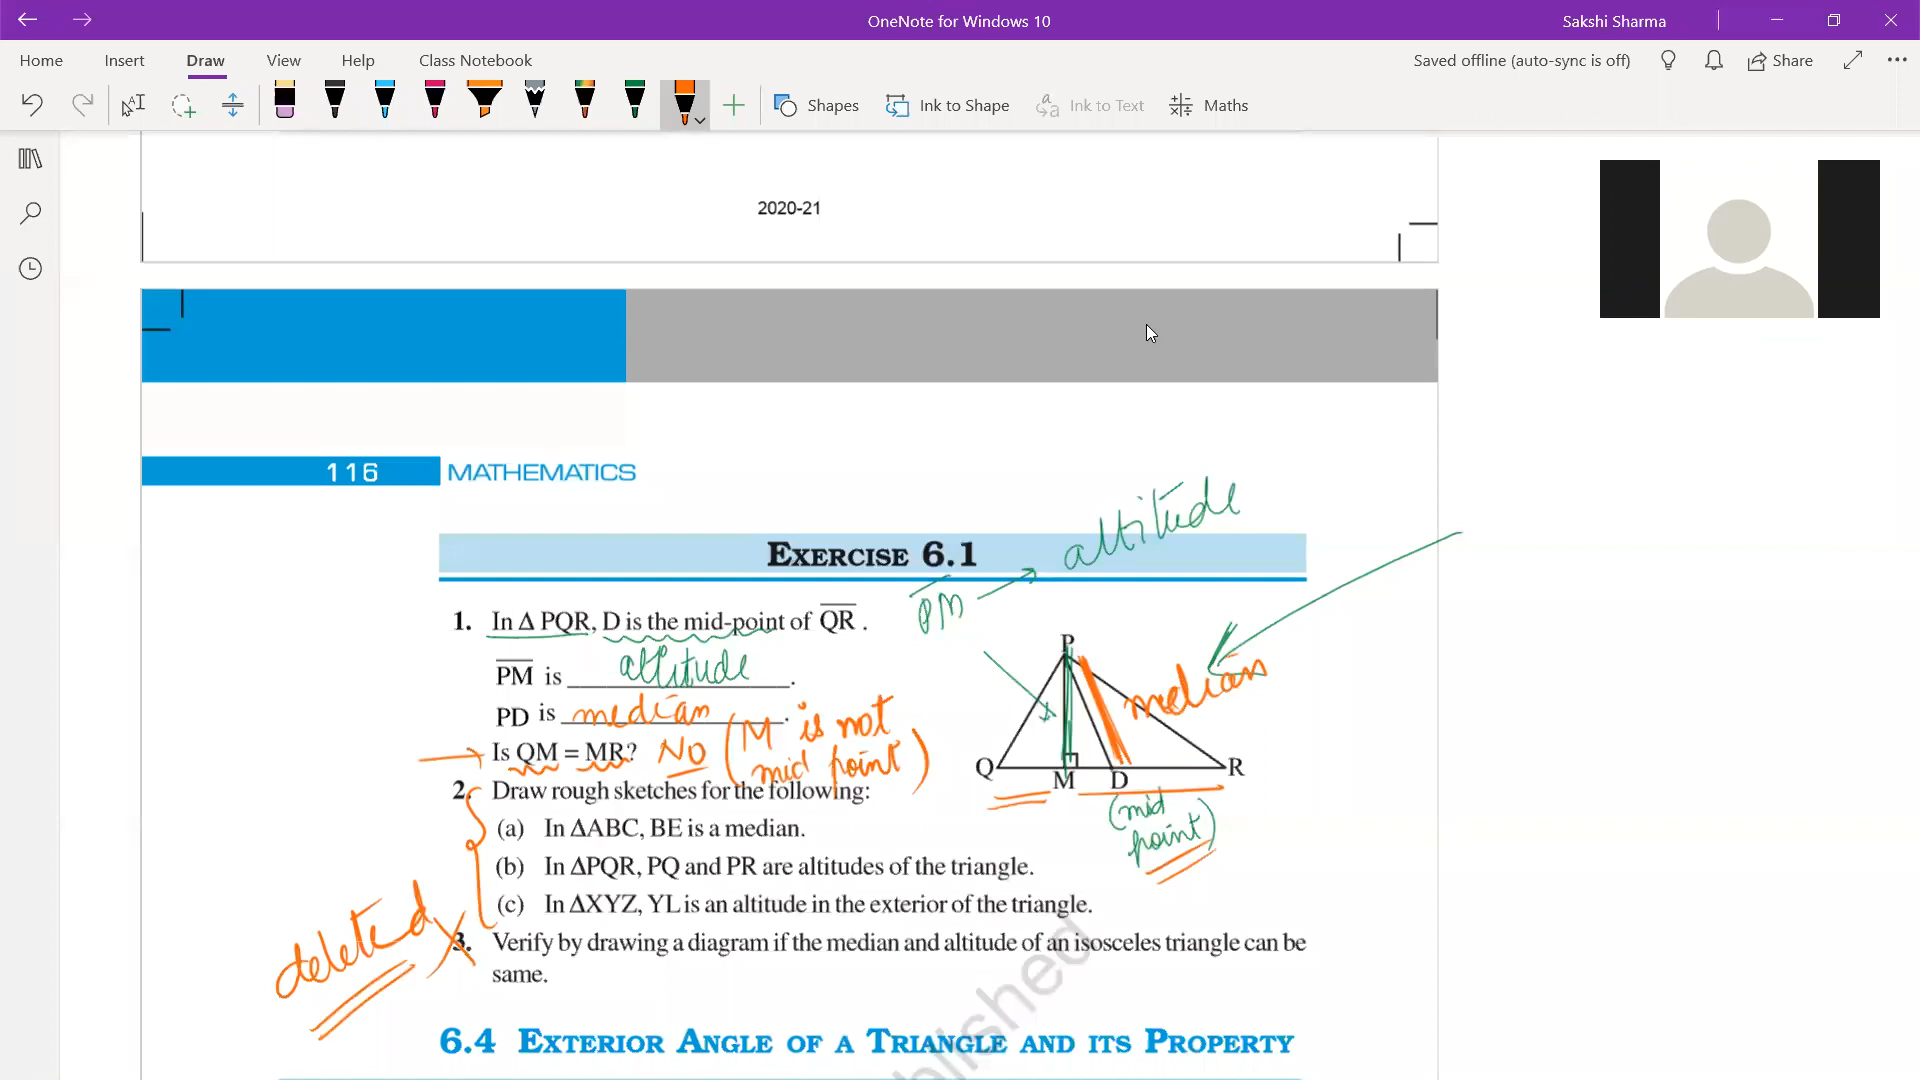 OneNote for Windows 10
Sakshi Sharma
Home Insert Draw View Help Class Notebook
Saved offline (auto-sync is off) Share
Shapes Ink to Shape Ink to Text Maths
2020-21
116 MATHEMATICS
altitude
EXERCISE 6.1
PM →
1. In Δ PQR, D is the mid-point of QR .
PM is altitude .
PD is median .
Is QM = MR? NO (M is not mid point)
P
median
Q M D R
(mid point)
2. Draw rough sketches for the following:
(a) In ΔABC, BE is a median.
(b) In ΔPQR, PQ and PR are altitudes of the triangle.
(c) In ΔXYZ, YL is an altitude in the exterior of the triangle.
deleted
3. Verify by drawing a diagram if the median and altitude of an isosceles triangle can be
same.
6.4 EXTERIOR ANGLE OF A TRIANGLE AND ITS PROPERTY